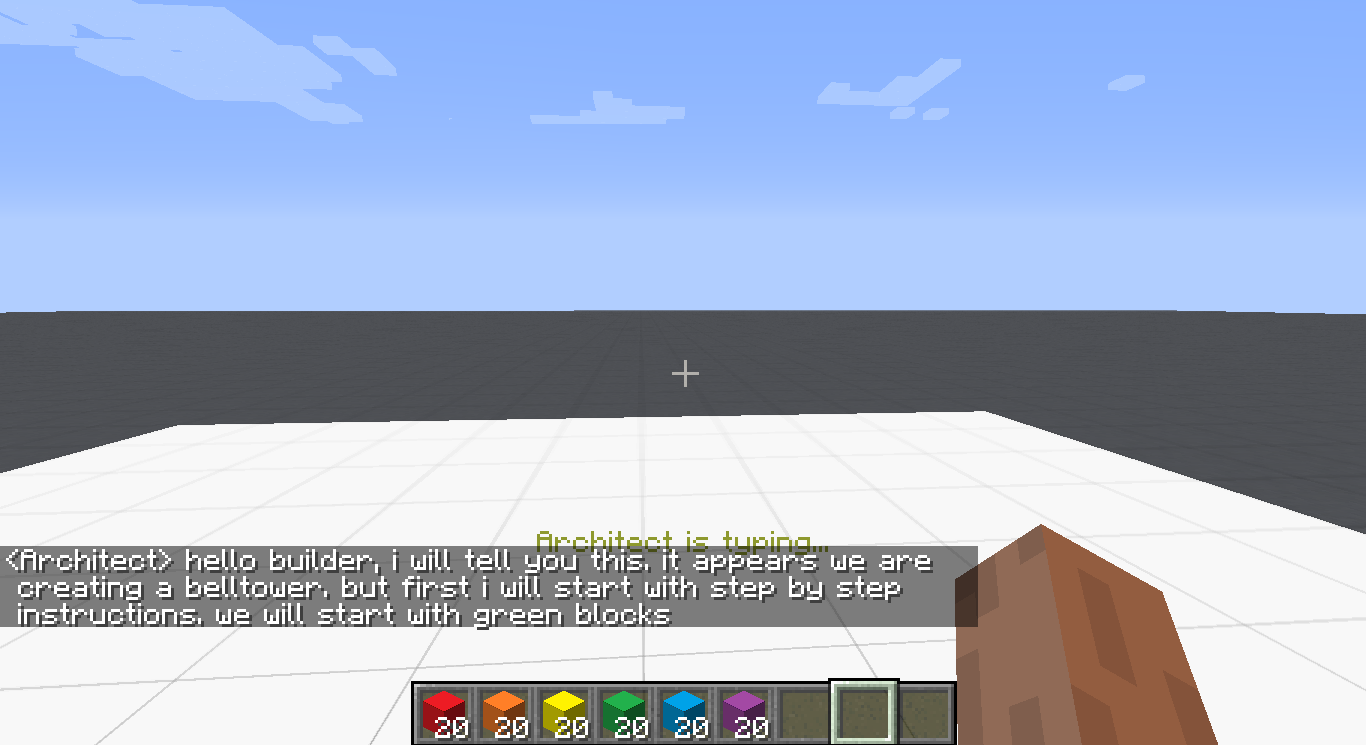 Architect is typing...
<Architect> hello builder, i will tell you this. it appears we are
creating a belltower. but first i will start with step by step
instructions. we will start with green blocks
20 20 20 20 20 20